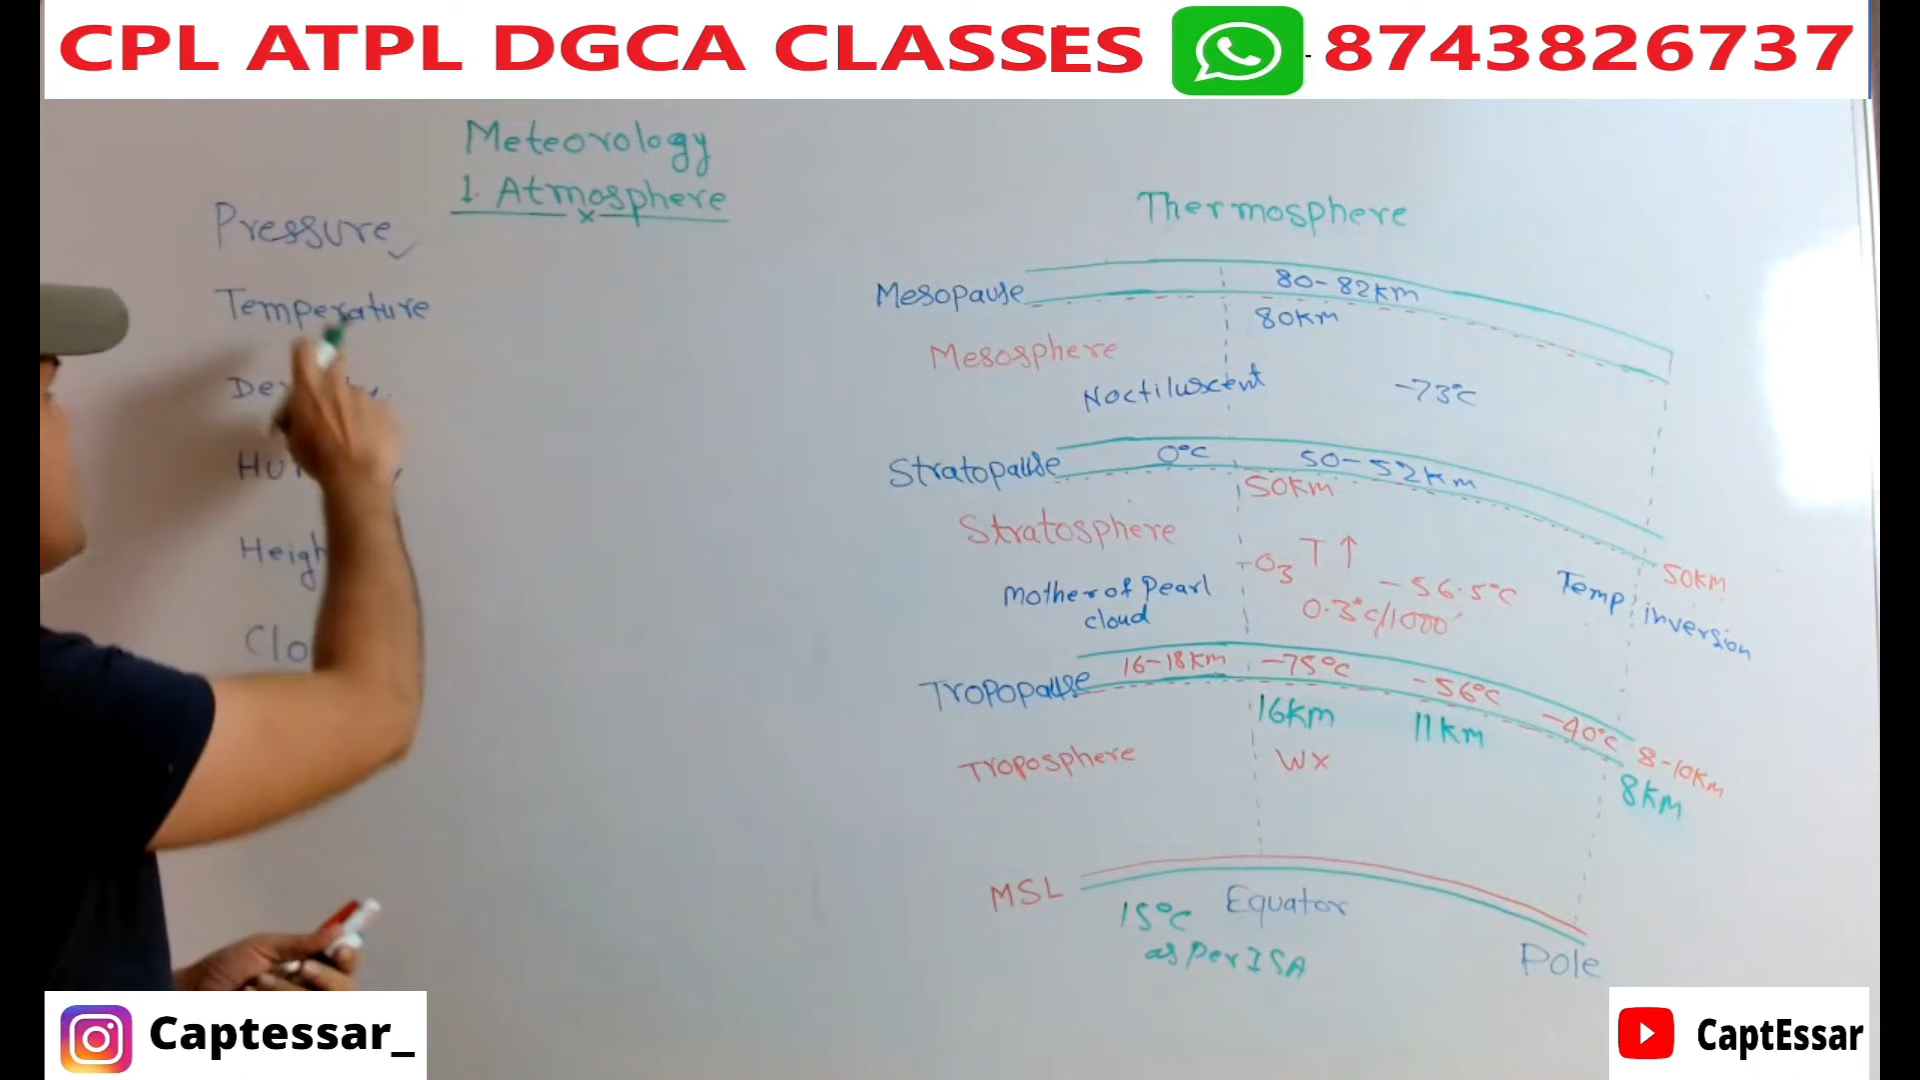 CPL ATPL DGCA CLASSES - 8743826737
Meteorology
1. Atmosphere
x
Pressure
Temperature
Thermosphere
Mesopause
80-82km
80km
Mesosphere
Noctiluscent
-73°C
Stratopause
0°C
50-52km
50km
Stratosphere
O3 T ↑
-56.5°C
0.3°C/1000'
50km
Temp inversion
Mother of Pearl
cloud
Tropopause
16-18km
-75°C
-56°C
-40°C
8-10km
16km
11km
8km
Troposphere
WX
MSL
15°C
as per ISA
Equator
Pole
Captessar_
CaptEssar